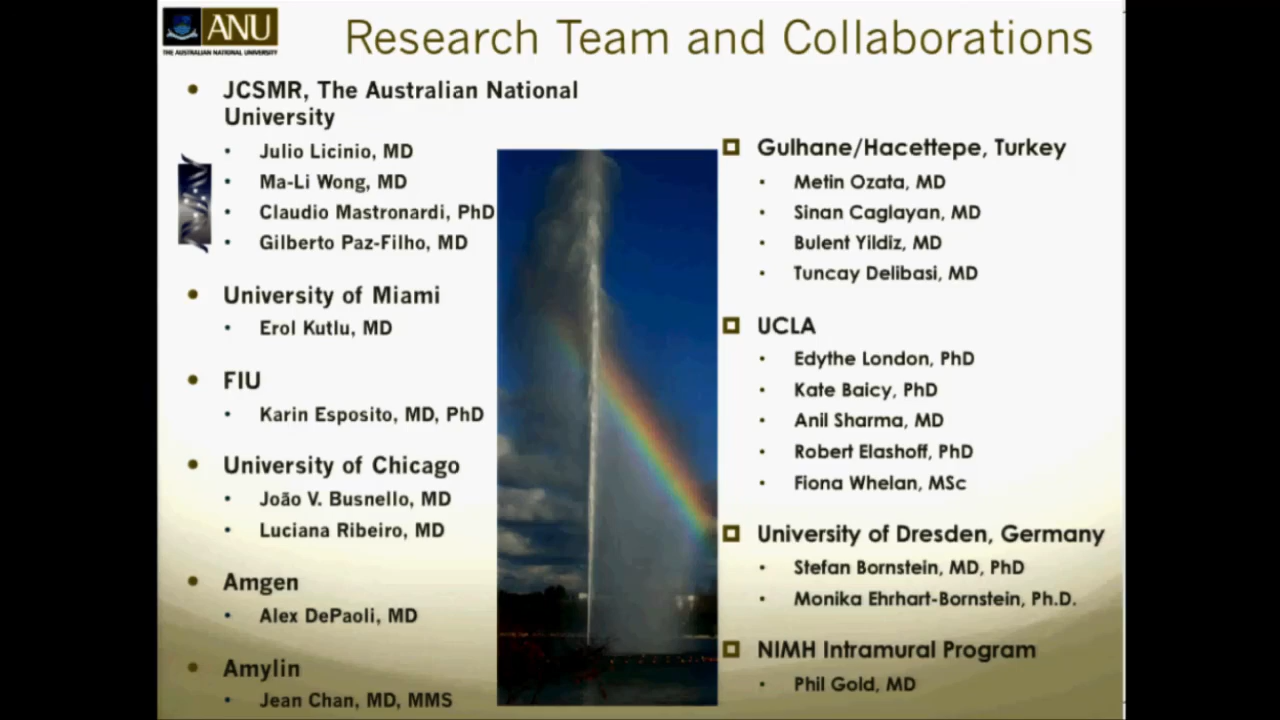 ANU
THE AUSTRALIAN NATIONAL UNIVERSITY
Research Team and Collaborations
• JCSMR, The Australian National
University
• Julio Licinio, MD
• Ma-Li Wong, MD
• Claudio Mastronardi, PhD
• Gilberto Paz-Filho, MD
• University of Miami
• Erol Kutlu, MD
• FIU
• Karin Esposito, MD, PhD
• University of Chicago
• João V. Busnello, MD
• Luciana Ribeiro, MD
• Amgen
• Alex DePaoli, MD
• Amylin
• Jean Chan, MD, MMS
Gulhane/Hacettepe, Turkey
• Metin Ozata, MD
• Sinan Caglayan, MD
• Bulent Yildiz, MD
• Tuncay Delibasi, MD
UCLA
• Edythe London, PhD
• Kate Baicy, PhD
• Anil Sharma, MD
• Robert Elashoff, PhD
• Fiona Whelan, MSc
University of Dresden, Germany
• Stefan Bornstein, MD, PhD
• Monika Ehrhart-Bornstein, Ph.D.
NIMH Intramural Program
• Phil Gold, MD